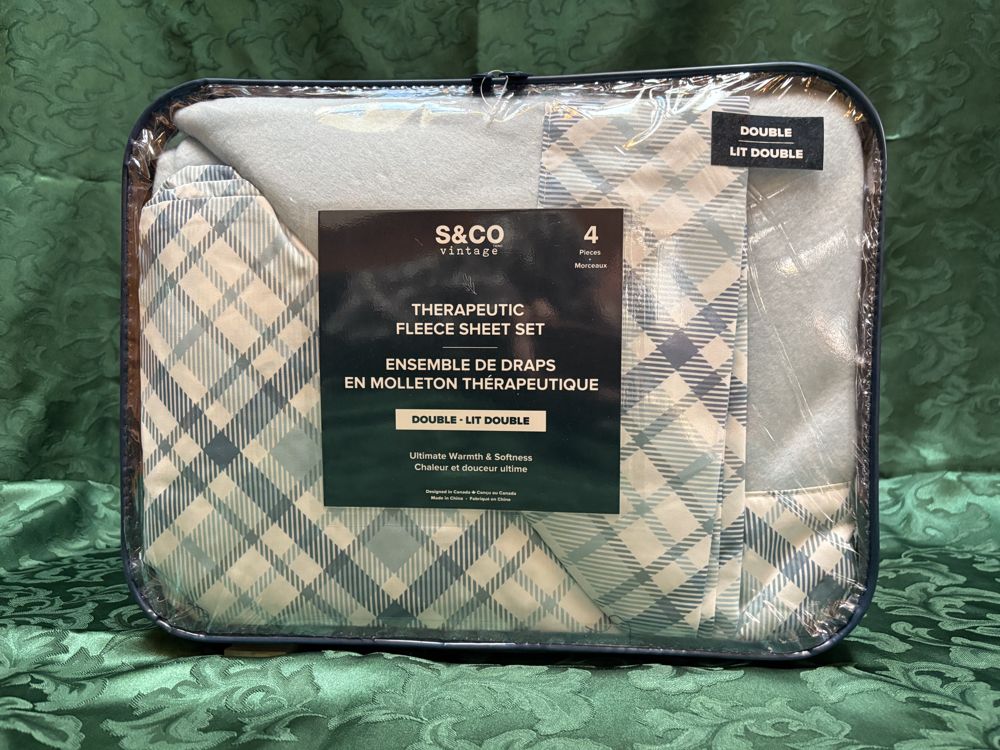 DOUBLE
LIT DOUBLE
S&CO
vintage
4
Pieces
Morceaux
THERAPEUTIC
FLEECE SHEET SET
ENSEMBLE DE DRAPS
EN MOLLETON THÉRAPEUTIQUE
DOUBLE - LIT DOUBLE
Ultimate Warmth & Softness
Chaleur et douceur ultime
Designed in Canada Conçu au Canada
Made in China - Fabriqué en Chine